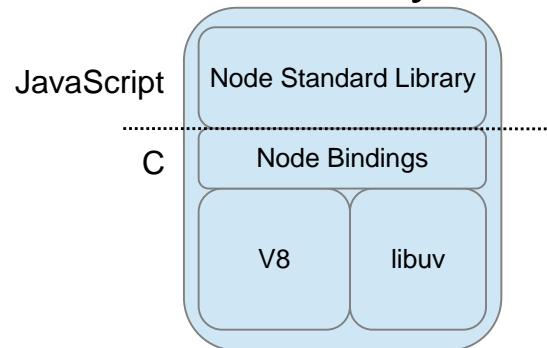 JavaScript
Node Standard Library
C
Node Bindings
V8
libuv